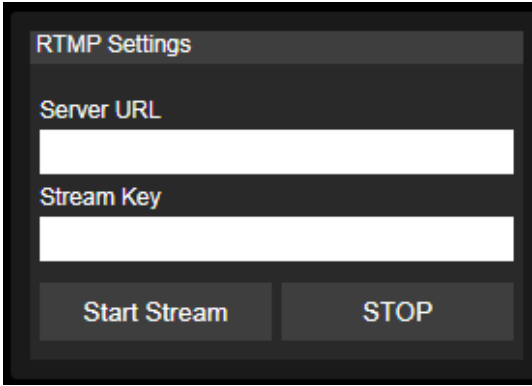 RTMP Settings
Server URL
Stream Key
Start Stream STOP